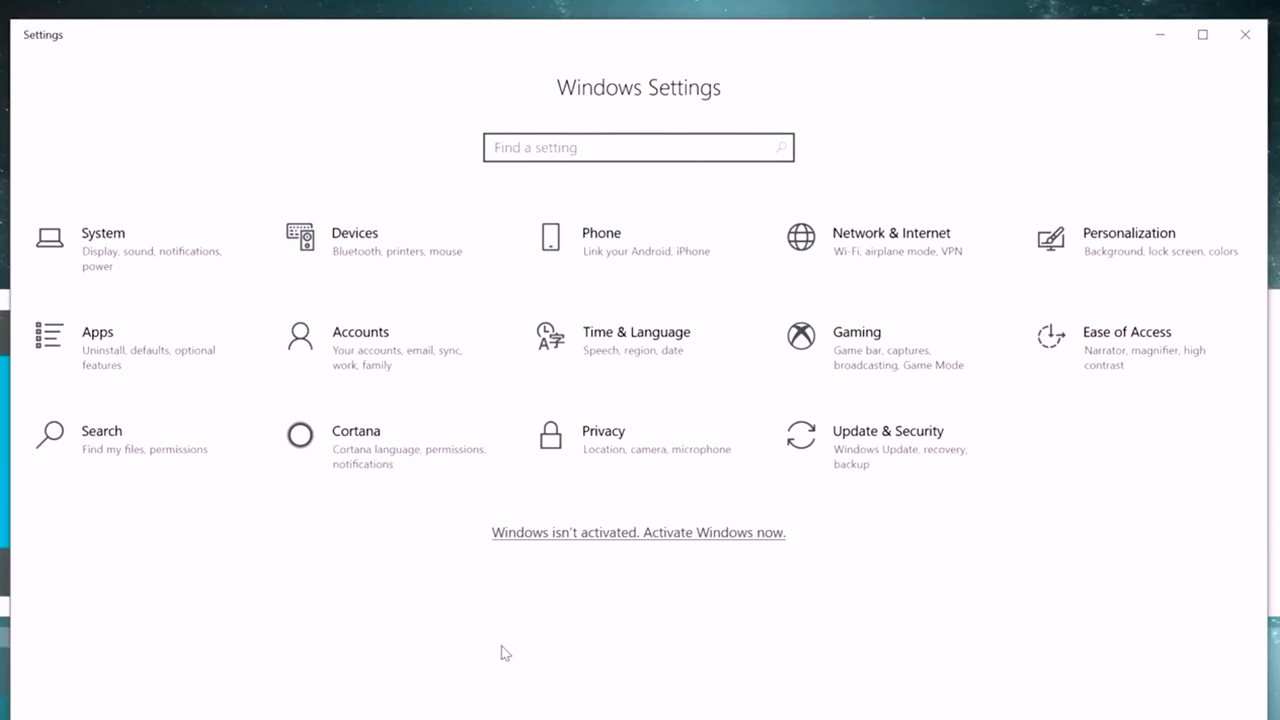 Settings
Windows Settings
Find a setting
System
Display, sound, notifications,
power
Devices
Bluetooth, printers, mouse
Phone
Link your Android, iPhone
Network & Internet
Wi-Fi, airplane mode, VPN
Personalization
Background, lock screen, colors
Apps
Uninstall, defaults, optional
features
Accounts
Your accounts, email, sync,
work, family
Time & Language
Speech, region, date
Gaming
Game bar, captures,
broadcasting, Game Mode
Ease of Access
Narrator, magnifier, high
contrast
Search
Find my files, permissions
Cortana
Cortana language, permissions,
notifications
Privacy
Location, camera, microphone
Update & Security
Windows Update, recovery,
backup
Windows isn't activated. Activate Windows now.